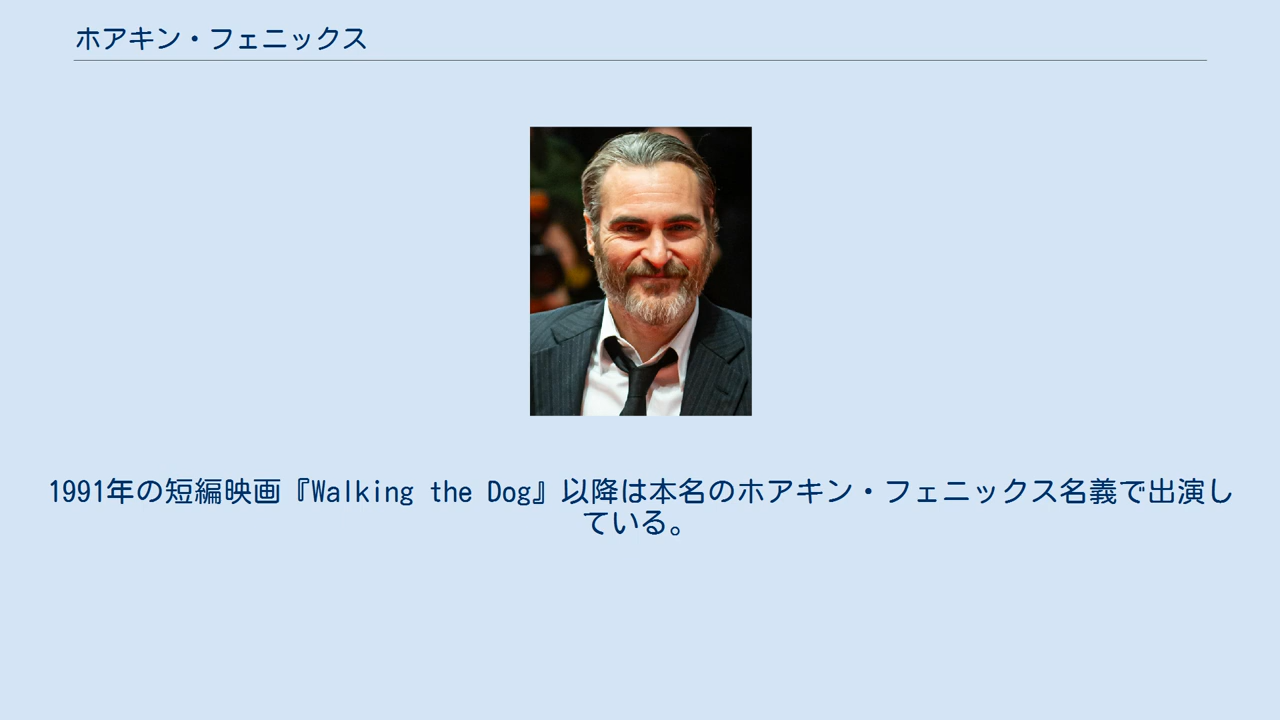 ホアキン・フェニックス
1991年の短編映画『Walking the Dog』以降は本名のホアキン・フェニックス名義で出演し
ている。